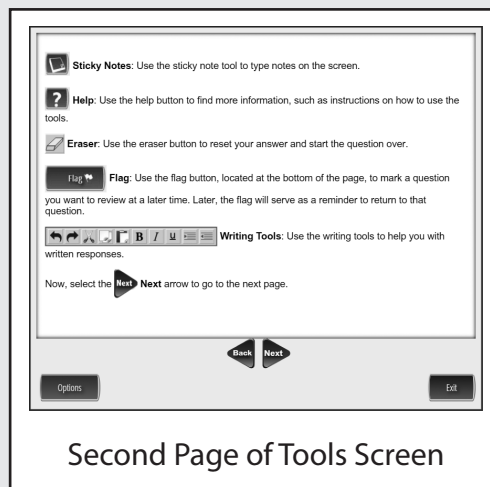 Sticky Notes: Use the sticky note tool to type notes on the screen.
? Help: Use the help button to find more information, such as instructions on how to use the
tools.
Eraser: Use the eraser button to reset your answer and start the question over.
Flag Flag: Use the flag button, located at the bottom of the page, to mark a question
you want to review at a later time. Later, the flag will serve as a reminder to return to that
question.
B I U Writing Tools: Use the writing tools to help you with
written responses.
Now, select the Next Next arrow to go to the next page.
Back Next
Options Exit
Second Page of Tools Screen